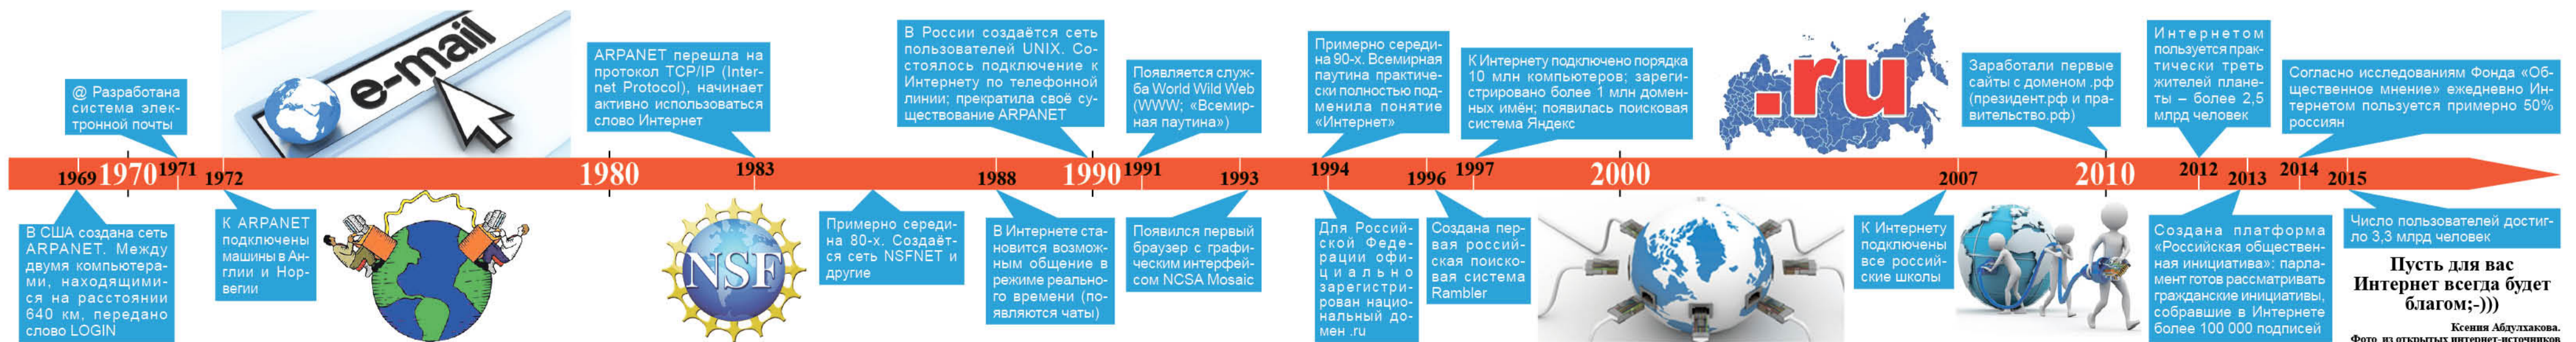 @ Разработана
система элек-
тронной почты
e-mail
ARPANET перешла на
протокол TCP/IP (Inter-
net Protocol), начинает
активно использоваться
слово Интернет
В России создаётся сеть
пользователей UNIX. Со-
стоялось подключение к
Интернету по телефонной
линии; прекратила своё су-
ществование ARPANET
Появляется служ-
ба World Wild Web
(WWW; «Всемир-
ная паутина»)
Примерно середи-
на 90-х. Всемирная
паутина практиче-
ски полностью под-
менила понятие
«Интернет»
К Интернету подключено порядка
10 млн компьютеров; зареги-
стрировано более 1 млн домен-
ных имён; появилась поисковая
система Яндекс
.ru
Заработали первые
сайты с доменом .рф
(президент.рф и пра-
вительство.рф)
Интернетом
пользуется прак-
тически треть
жителей плане-
ты – более 2,5
млрд человек
Согласно исследованиям Фонда «Об-
щественное мнение» ежедневно Ин-
тернетом пользуется примерно 50%
россиян
1969 1970 1971 1972 1980 1983 1988 1990 1991 1993 1994 1996 1997 2000 2007 2010 2012 2013 2014 2015
В США создана сеть
ARPANET. Между
двумя компьютера-
ми, находящими-
ся на расстоянии
640 км, передано
слово LOGIN
К ARPANET
подключены
машины в Ан-
глии и Нор-
вегии
NSF
Примерно середи-
на 80-х. Создаёт-
ся сеть NSFNET и
другие
В Интернете ста-
новится возмож-
ным общение в
режиме реально-
го времени (по-
являются чаты)
Появился первый
браузер с графи-
ческим интерфей-
сом NCSA Mosaic
Для Россий-
ской Феде-
рации офи-
циально
зарегистри-
рован нацио-
нальный до-
мен .ru
Создана пер-
вая россий-
ская поиско-
вая система
Rambler
К Интернету
подключены
все россий-
ские школы
Создана платформа
«Российская обществен-
ная инициатива»: парла-
мент готов рассматривать
гражданские инициативы,
собравшие в Интернете
более 100 000 подписей
Число пользователей достиг-
ло 3,3 млрд человек
Пусть для вас
Интернет всегда будет
благом;-)))
Ксения Абдулхакова.
Фото из открытых интернет-источников